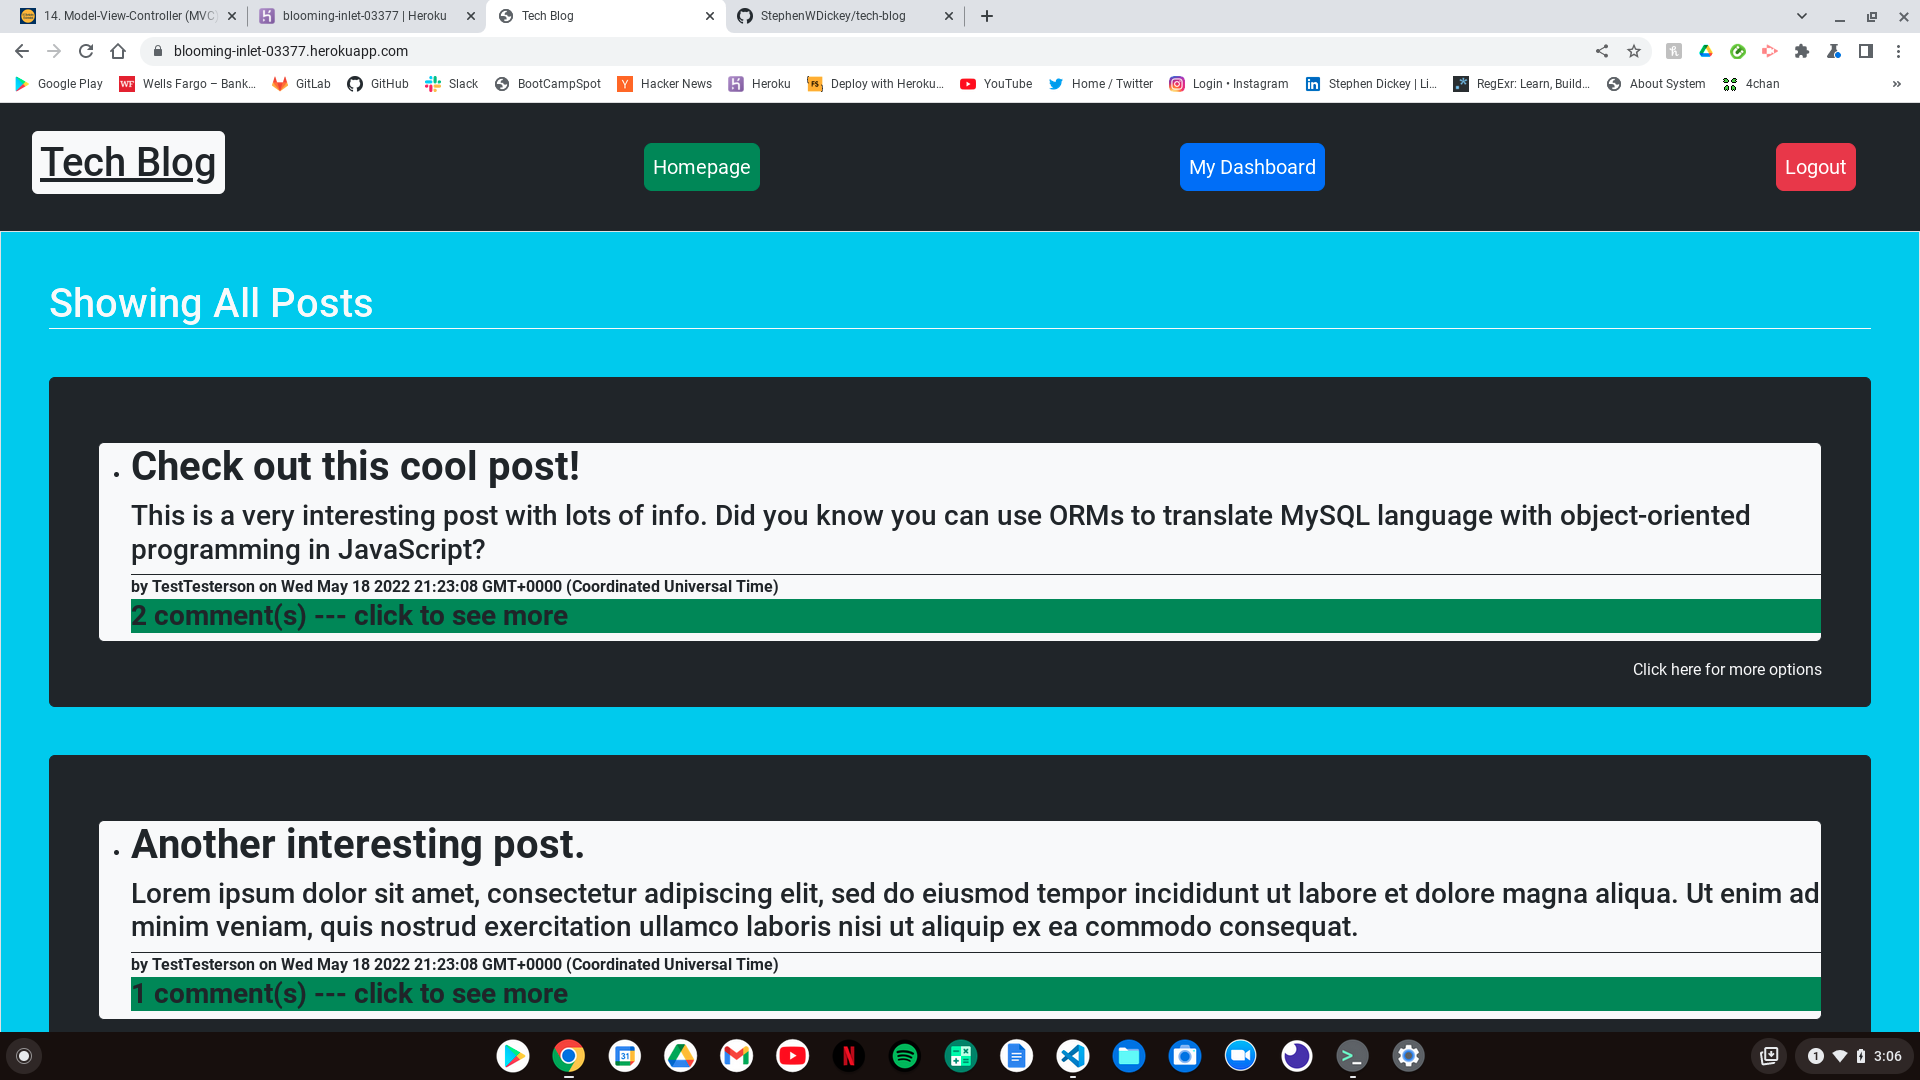 14. Model-View-Controller (MVC)
blooming-inlet-03377 | Heroku
Tech Blog
StephenWDickey/tech-blog
blooming-inlet-03377.herokuapp.com
Google Play
WF
Wells Fargo – Bank...
GitLab
GitHub
Slack
BootCampSpot
Y
Hacker News
Heroku
FS
Deploy with Heroku...
YouTube
Home / Twitter
Login • Instagram
Stephen Dickey | Li...
RegExr: Learn, Build...
About System
4chan
»
Tech Blog
Homepage
My Dashboard
Logout
Showing All Posts
• Check out this cool post!
This is a very interesting post with lots of info. Did you know you can use ORMs to translate MySQL language with object-oriented
programming in JavaScript?
by TestTesterson on Wed May 18 2022 21:23:08 GMT+0000 (Coordinated Universal Time)
2 comment(s) --- click to see more
Click here for more options
• Another interesting post.
Lorem ipsum dolor sit amet, consectetur adipiscing elit, sed do eiusmod tempor incididunt ut labore et dolore magna aliqua. Ut enim ad
minim veniam, quis nostrud exercitation ullamco laboris nisi ut aliquip ex ea commodo consequat.
by TestTesterson on Wed May 18 2022 21:23:08 GMT+0000 (Coordinated Universal Time)
1 comment(s) --- click to see more
31
1
3:06